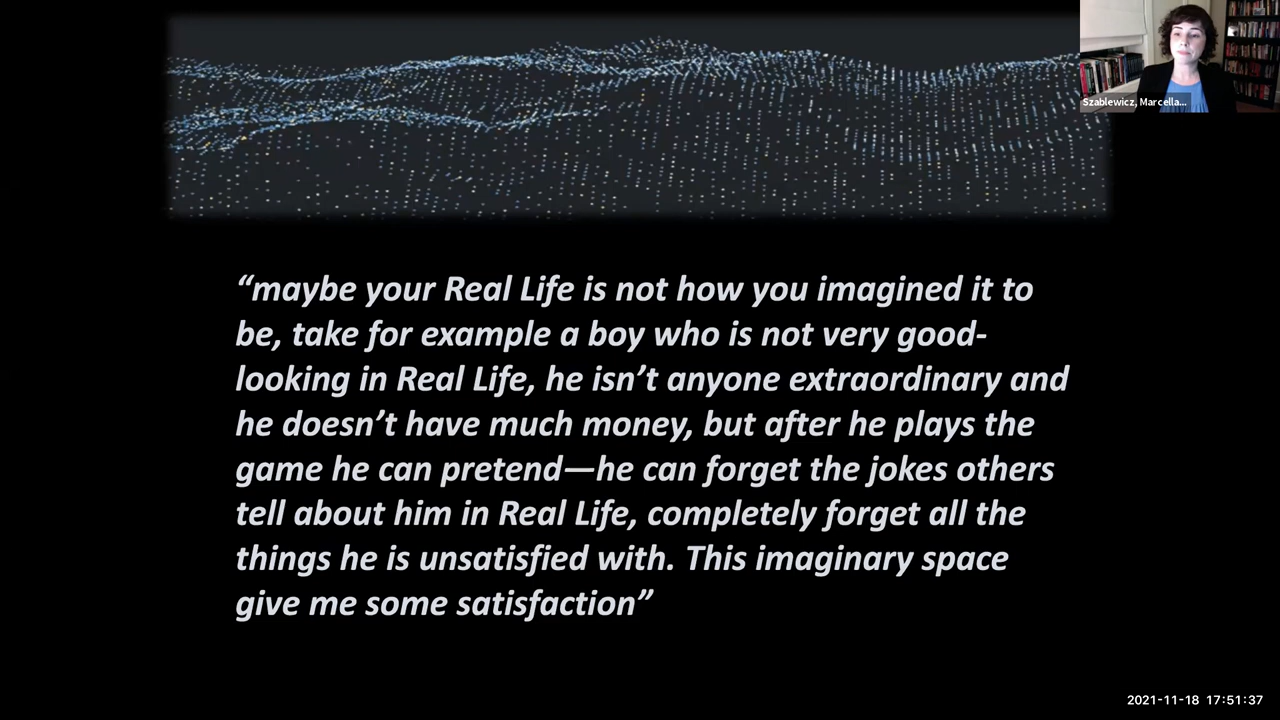 Szablewicz, Marcella...
“maybe your Real Life is not how you imagined it to
be, take for example a boy who is not very good-
looking in Real Life, he isn’t anyone extraordinary and
he doesn’t have much money, but after he plays the
game he can pretend—he can forget the jokes others
tell about him in Real Life, completely forget all the
things he is unsatisfied with. This imaginary space
give me some satisfaction”
2021-11-18 17:51:37